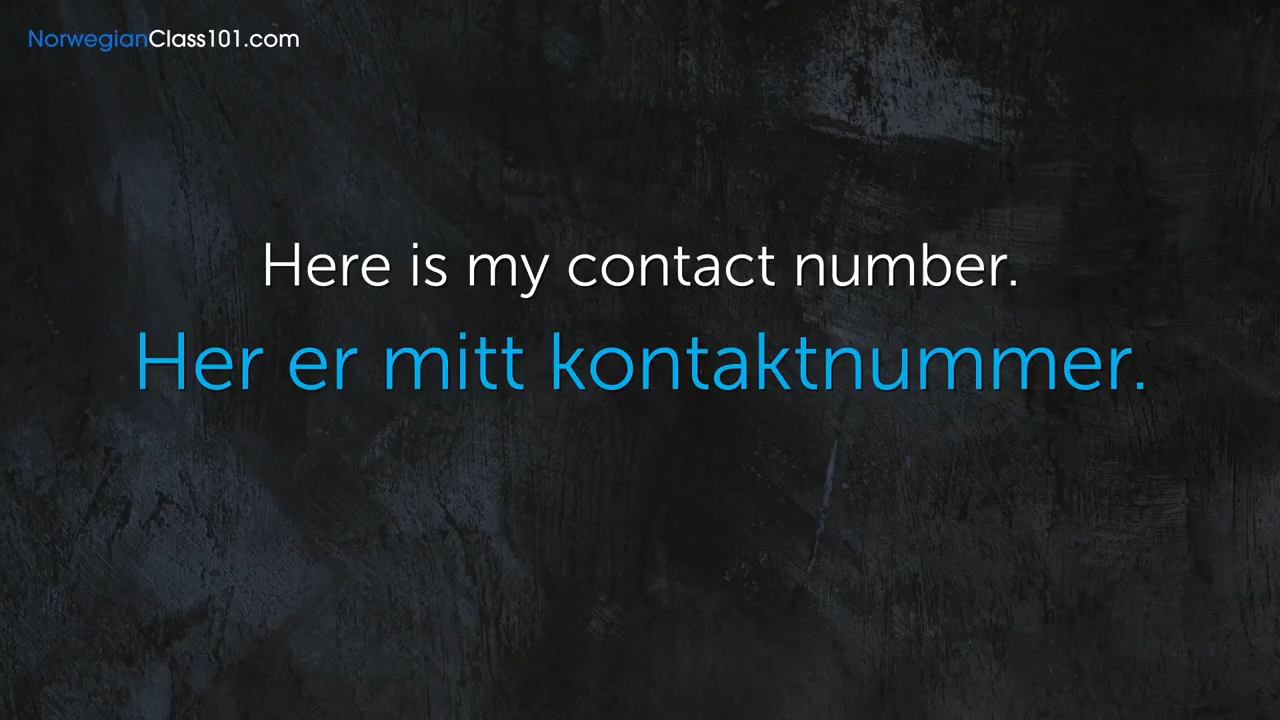 NorwegianClass101.com
Here is my contact number.
Her er mitt kontaktnummer.